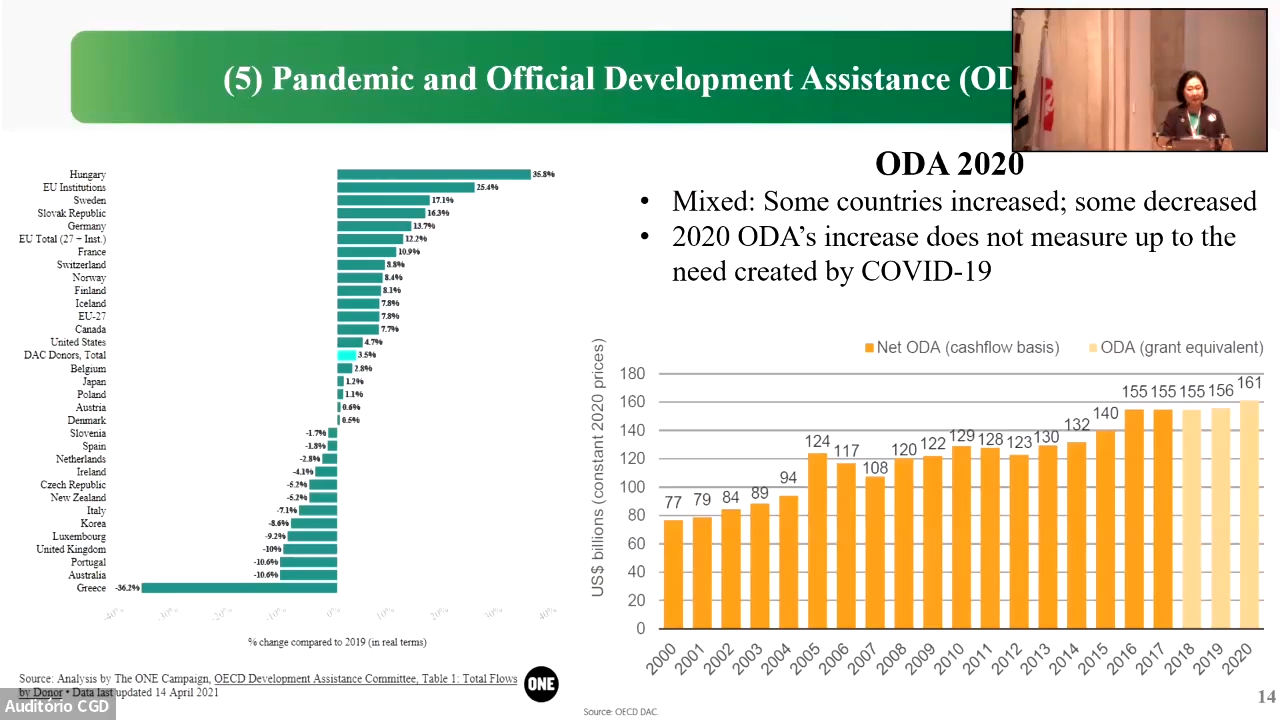 (5) Pandemic and Official Development Assistance (OD
Hungary 35.8%
EU Institutions 25.4%
Sweden 17.1%
Slovak Republic 16.3%
Germany 13.7%
EU Total (27 + Inst.) 12.2%
France 10.9%
Switzerland 8.8%
Norway 8.4%
Finland 8.1%
Iceland 7.8%
EU-27 7.8%
Canada 7.7%
United States 4.7%
DAC Donors, Total 3.5%
Belgium 2.8%
Japan 1.2%
Poland 1.1%
Austria 0.6%
Denmark 0.5%
Slovenia -1.7%
Spain -1.8%
Netherlands -2.8%
Ireland -4.1%
Czech Republic -5.2%
New Zealand -5.2%
Italy -7.1%
Korea -8.6%
Luxembourg -9.2%
United Kingdom -10%
Portugal -10.6%
Australia -10.6%
Greece -36.2%
-40% -30% -20% -10% 0% 10% 20% 30% 40%
% change compared to 2019 (in real terms)
Source: Analysis by The ONE Campaign, OECD Development Assistance Committee, Table 1: Total Flows
by Donor • Data last updated 14 April 2021
ONE
Auditório CGD
ODA 2020
• Mixed: Some countries increased; some decreased
• 2020 ODA's increase does not measure up to the
need created by COVID-19
Net ODA (cashflow basis) ODA (grant equivalent)
US$ billions (constant 2020 prices)
180
160
140
120
100
80
60
40
20
0
77 79 84 89 94 124 117 108 120 122 129 128 123 130 132 140 155 155 155 156 161
2000 2001 2002 2003 2004 2005 2006 2007 2008 2009 2010 2011 2012 2013 2014 2015 2016 2017 2018 2019 2020
Source: OECD DAC.
14